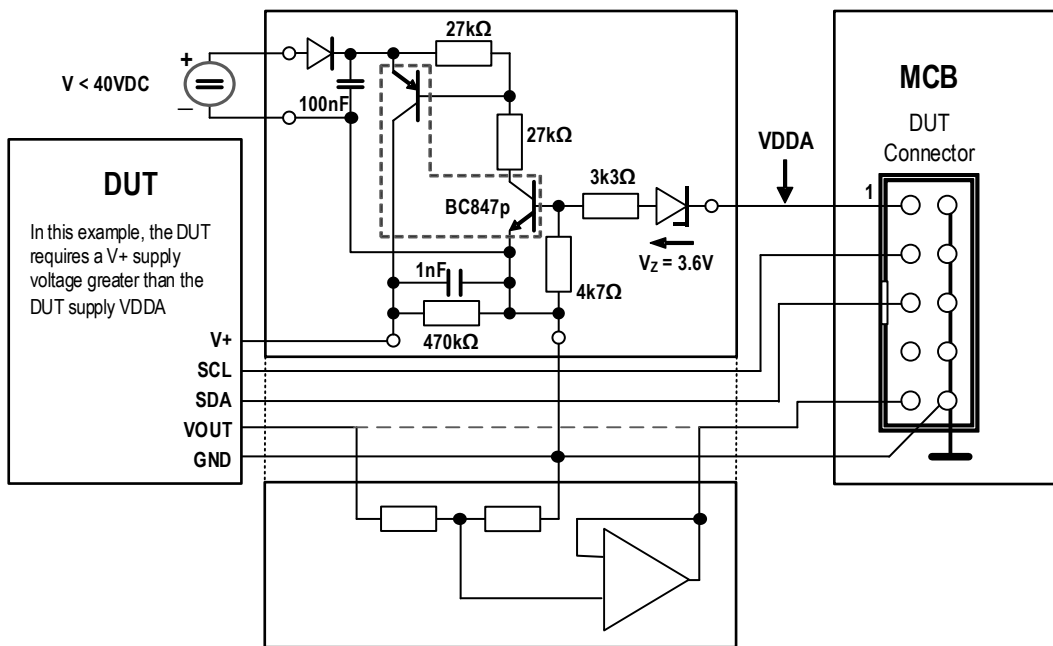 27kΩ
+
V < 40VDC
–
100nF
27kΩ
MCB
DUT
Connector
VDDA
1
3k3Ω
BC847p
VZ = 3.6V
4k7Ω
1nF
470kΩ
DUT
In this example, the DUT
requires a V+ supply
voltage greater than the
DUT supply VDDA
V+
SCL
SDA
VOUT
GND